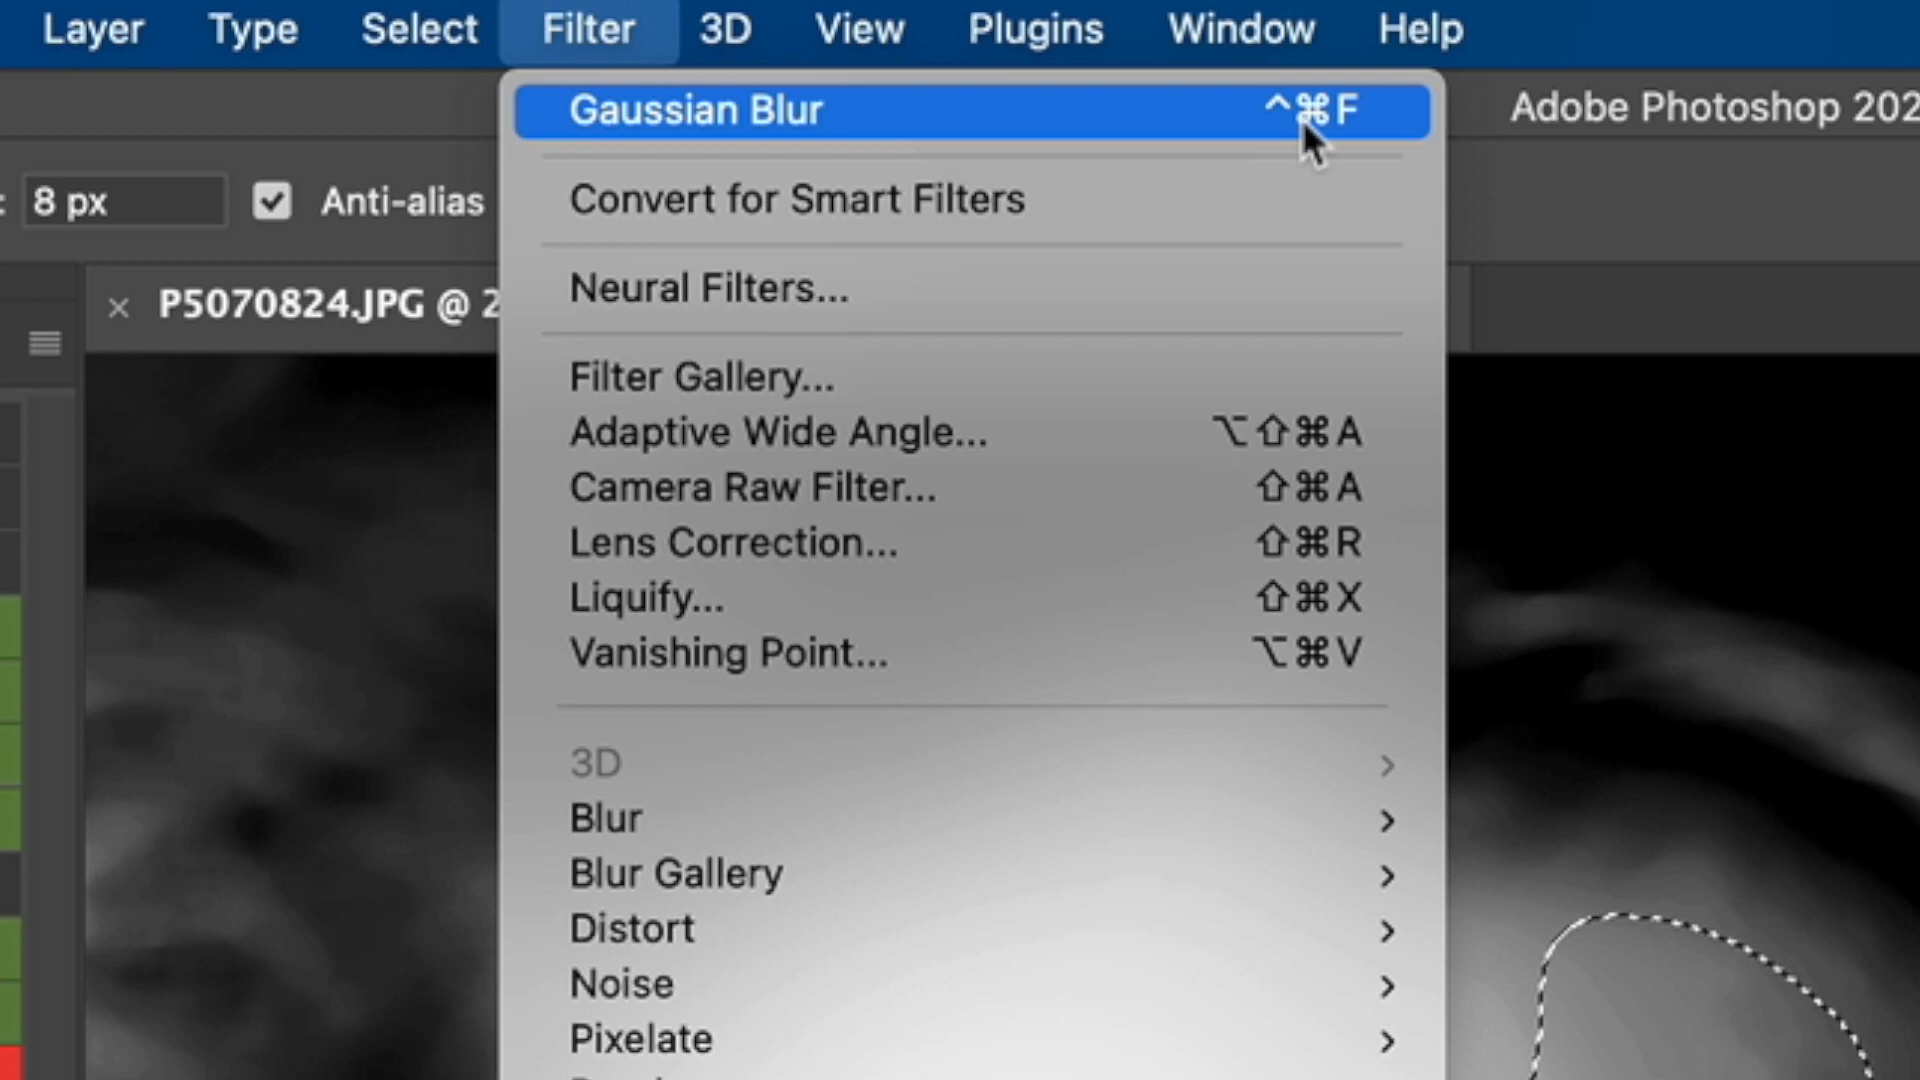 Layer Type Select Filter 3D View Plugins Window Help
Gaussian Blur ^⌘F
Adobe Photoshop 202
8 px Anti-alias
Convert for Smart Filters
Neural Filters...
P5070824.JPG @ 2
Filter Gallery...
Adaptive Wide Angle... ⌥⇧⌘A
Camera Raw Filter... ⇧⌘A
Lens Correction... ⇧⌘R
Liquify... ⇧⌘X
Vanishing Point... ⌥⌘V
3D
Blur
Blur Gallery
Distort
Noise
Pixelate